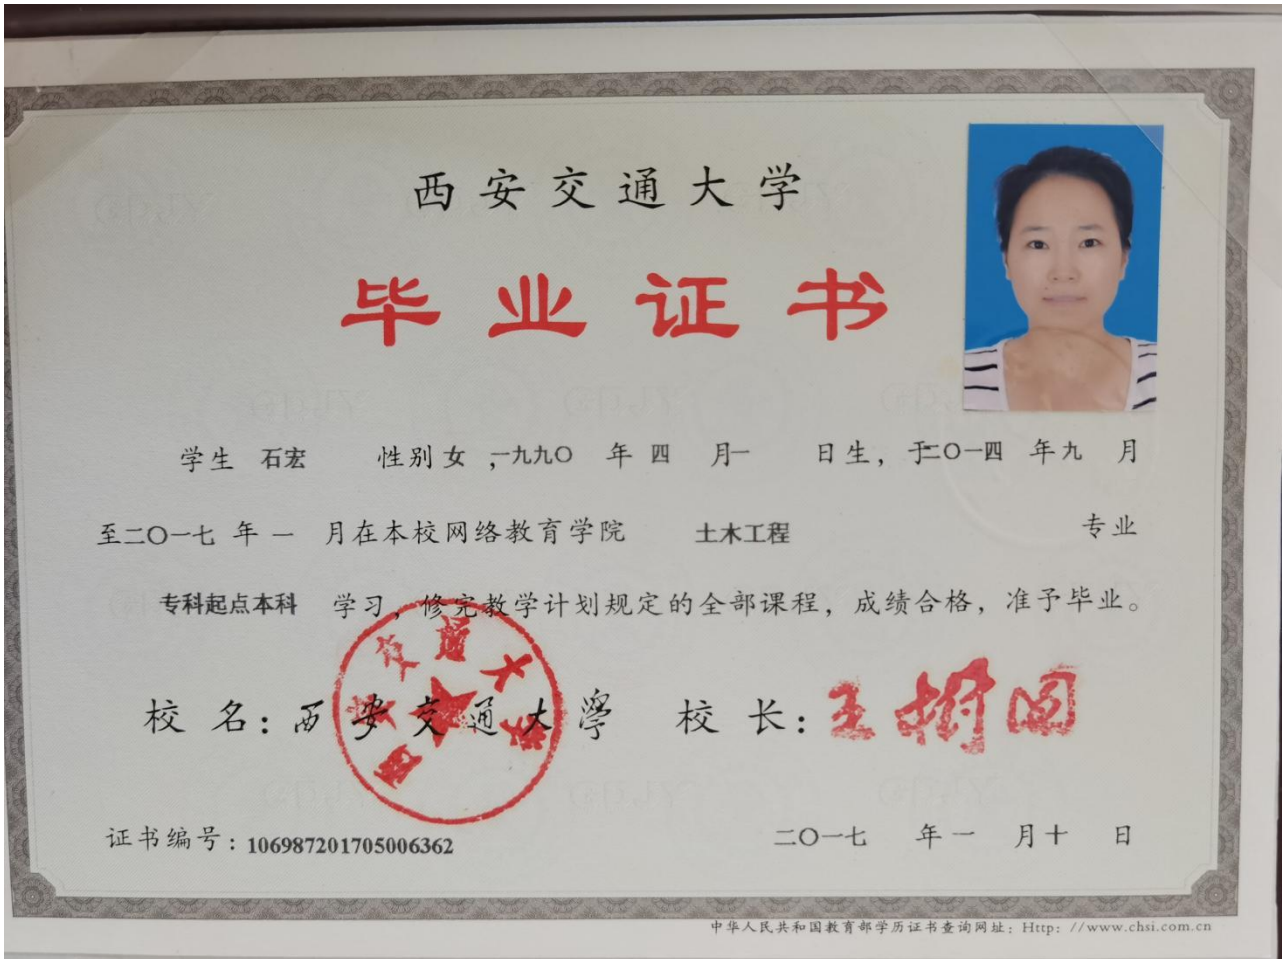 西安交通大学
毕业证书
学生 石宏 性别 女 ，一九九〇 年 四 月 一 日生，于二〇一四 年 九 月
至二〇一七 年 一 月在本校网络教育学院 土木工程 专业
专科起点本科 学习，修完教学计划规定的全部课程，成绩合格，准予毕业。
校 名：西安交通大學 校 长：王树国
西安交通大学
证书编号：106987201705006362 二〇一七 年 一 月 十 日
中华人民共和国教育部学历证书查询网址：Http：//www.chsi.com.cn